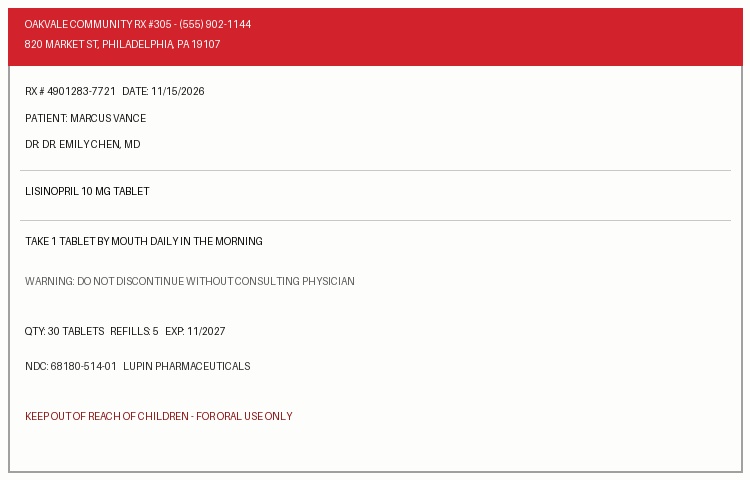 OAKVALE COMMUNITY RX #305 - (555) 902-1144
820 MARKET ST, PHILADELPHIA, PA 19107
RX # 4901283-7721 DATE: 11/15/2026
PATIENT: MARCUS VANCE
DR: DR. EMILY CHEN, MD
LISINOPRIL 10 MG TABLET
TAKE 1 TABLET BY MOUTH DAILY IN THE MORNING
WARNING: DO NOT DISCONTINUE WITHOUT CONSULTING PHYSICIAN
QTY: 30 TABLETS REFILLS: 5 EXP: 11/2027
NDC: 68180-514-01 LUPIN PHARMACEUTICALS
KEEP OUT OF REACH OF CHILDREN - FOR ORAL USE ONLY